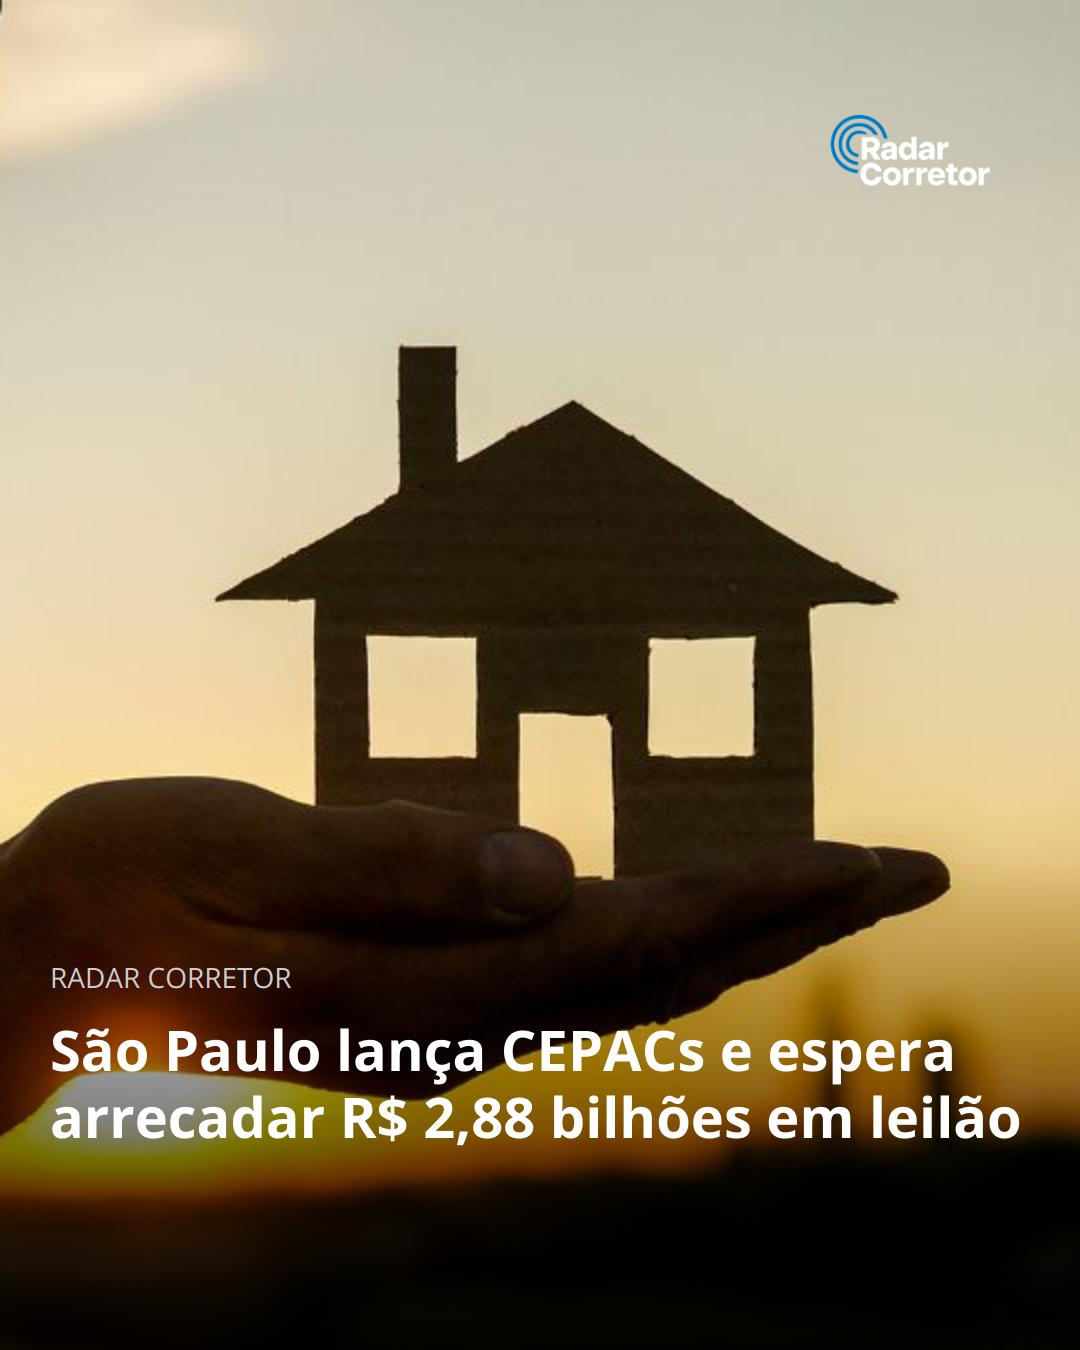 Radar
Corretor
RADAR CORRETOR
São Paulo lança CEPACs e espera
arrecadar R$ 2,88 bilhões em leilão